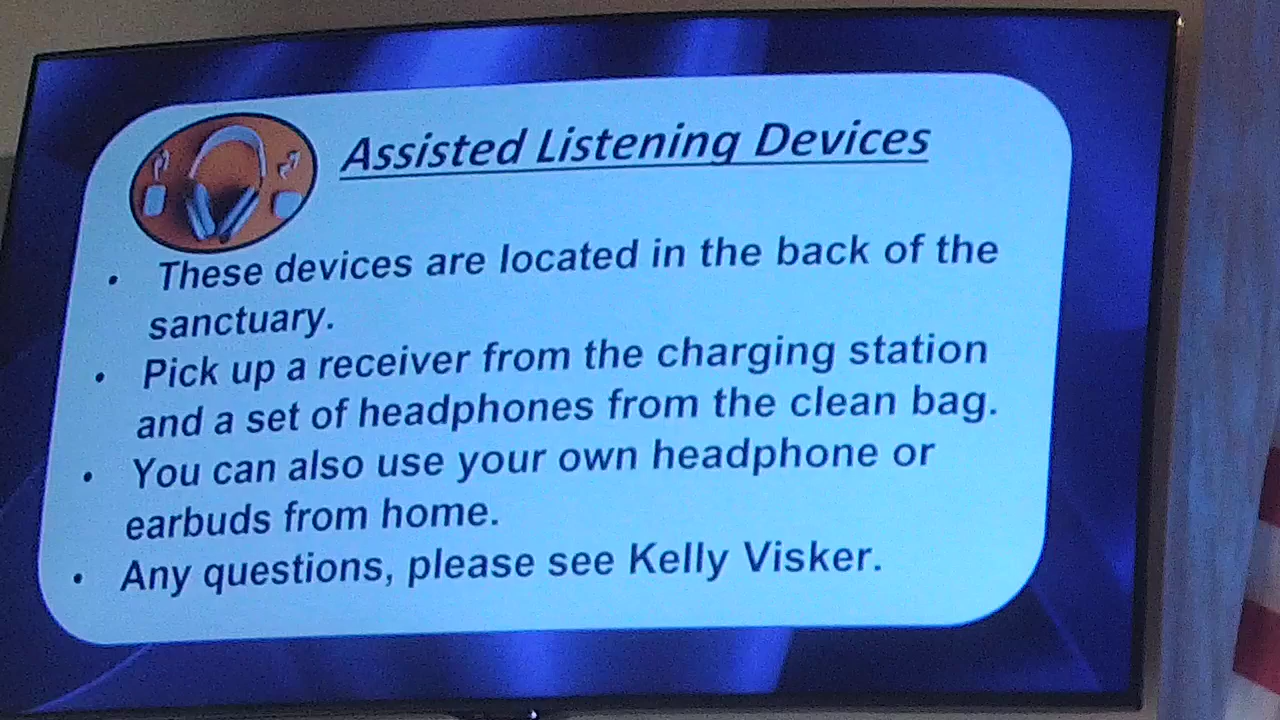 Assisted Listening Devices
• These devices are located in the back of the
sanctuary.
• Pick up a receiver from the charging station
and a set of headphones from the clean bag.
• You can also use your own headphone or
earbuds from home.
• Any questions, please see Kelly Visker.